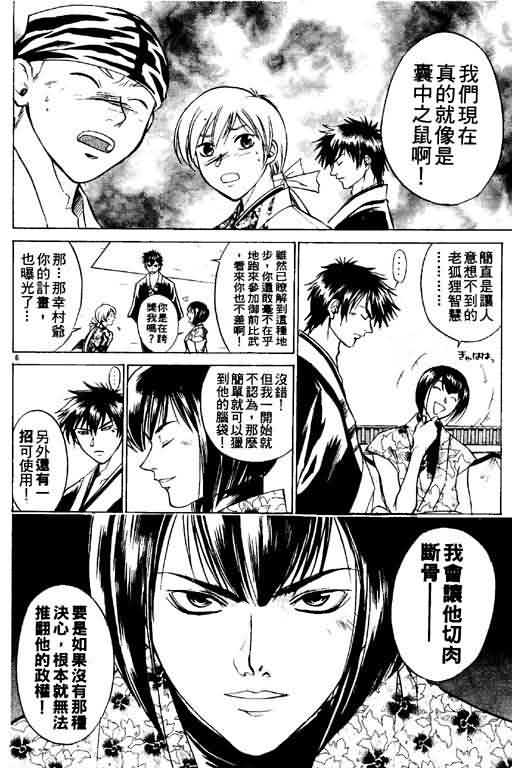 我們現在
真的就像是
囊中之鼠啊！
簡直是讓人
意想不到的
老狐狸智慧
ぎゃはは
…
雖然已瞭解到這種地
步，你還敢毫不在乎
地跑來參加御前比武
，看來你也不差啊！
你是在誇
獎我嗎？
那…那幸村爺
你的計畫，
也曝光了…
6
沒錯！
但我一開始就
不認為，那麼
簡單就可以獵
到他的腦袋！
…
另外還有一
招可使用！
我會讓他切肉
斷骨——
要是如果沒有那種
決心，根本就無法
推翻他的政權！